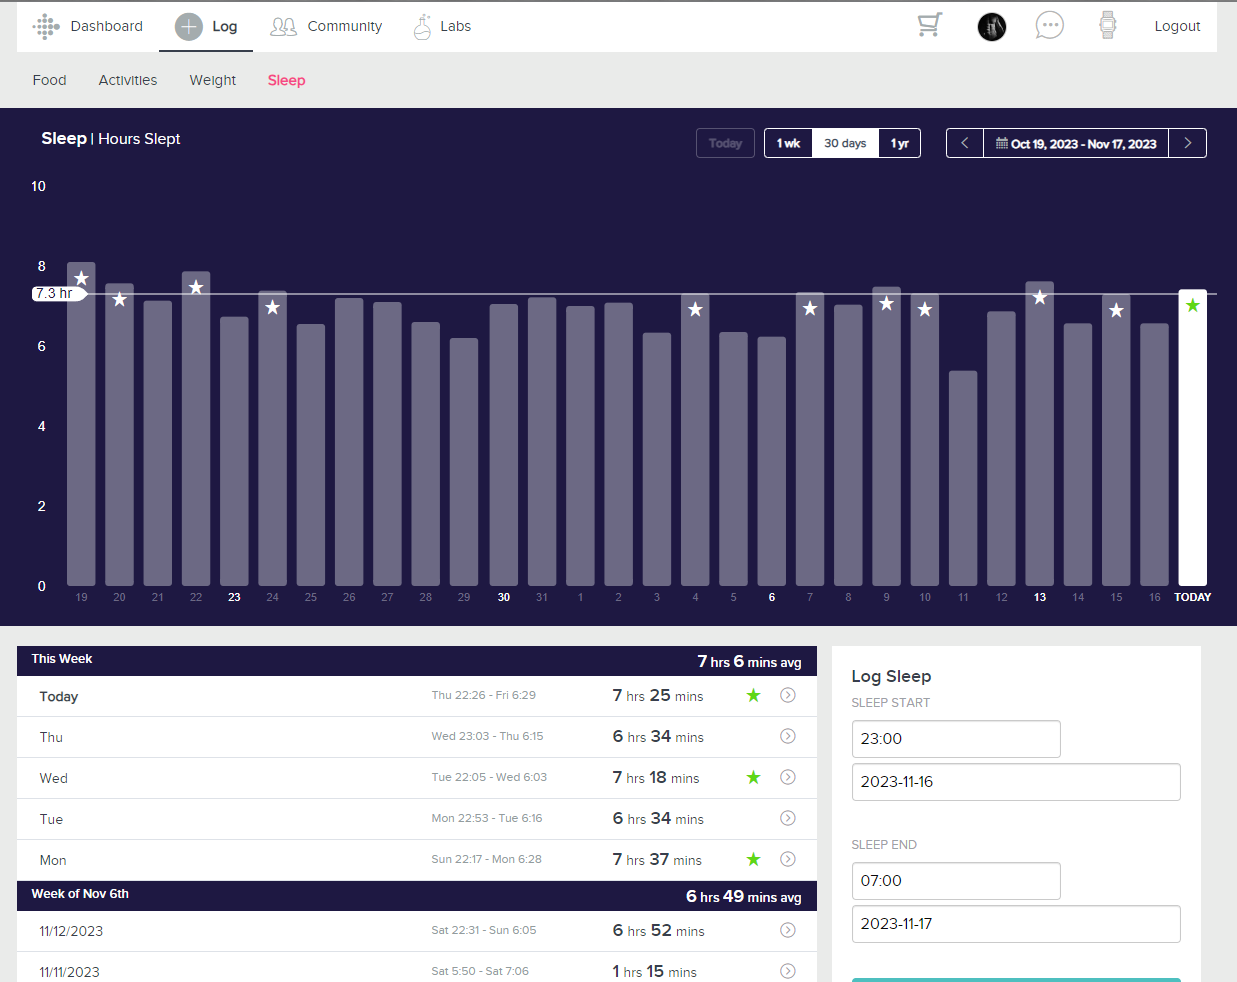 Dashboard Log Community Labs Logout
Food Activities Weight Sleep
Sleep | Hours Slept
Today 1 wk 30 days 1 yr Oct 19, 2023 - Nov 17, 2023
10
8
7.3 hr
6
4
2
0
19 20 21 22 23 24 25 26 27 28 29 30 31 1 2 3 4 5 6 7 8 9 10 11 12 13 14 15 16 TODAY
This Week 7 hrs 6 mins avg
Today Thu 22:26 - Fri 6:29 7 hrs 25 mins
Thu Wed 23:03 - Thu 6:15 6 hrs 34 mins
Wed Tue 22:05 - Wed 6:03 7 hrs 18 mins
Tue Mon 22:53 - Tue 6:16 6 hrs 34 mins
Mon Sun 22:17 - Mon 6:28 7 hrs 37 mins
Week of Nov 6th 6 hrs 49 mins avg
11/12/2023 Sat 22:31 - Sun 6:05 6 hrs 52 mins
11/11/2023 Sat 5:50 - Sat 7:06 1 hrs 15 mins
Log Sleep
SLEEP START
23:00
2023-11-16
SLEEP END
07:00
2023-11-17